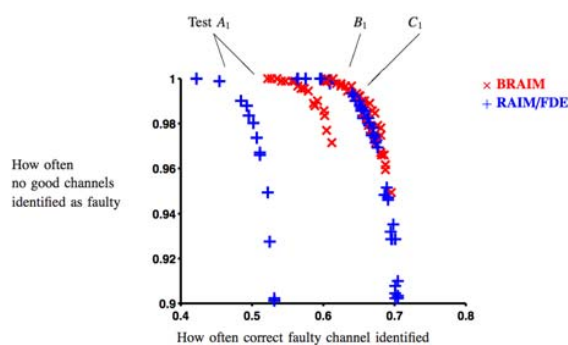 Test A₁
B₁
C₁
1
0.98
0.96
0.94
0.92
0.9
0.4
0.5
0.6
0.7
0.8
How often
no good channels
identified as faulty
BRAIM
RAIM/FDE
How often correct faulty channel identified